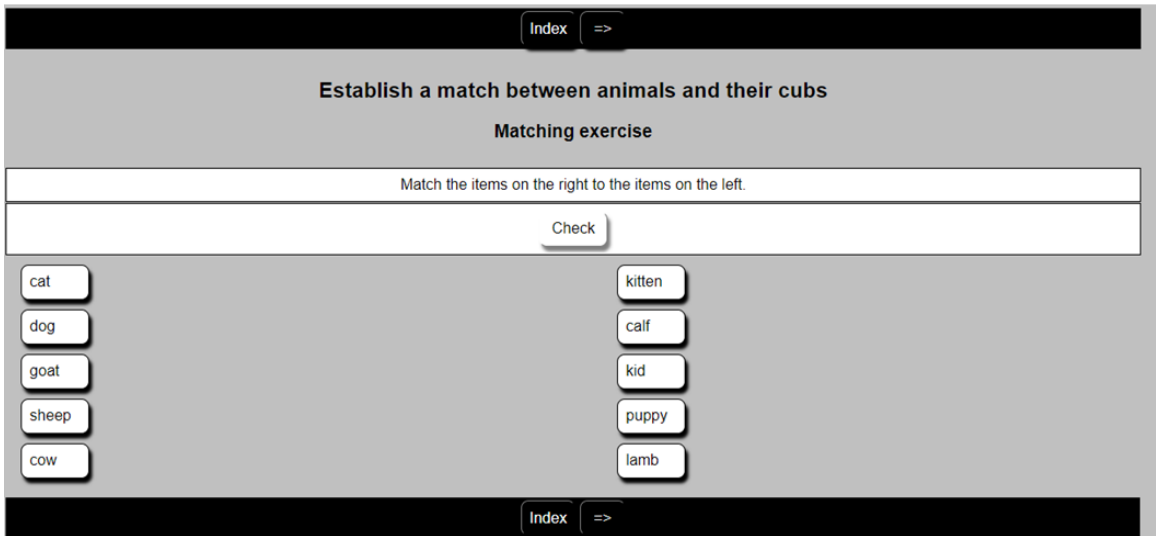 Index =>
Establish a match between animals and their cubs
Matching exercise
Match the items on the right to the items on the left.
Check
cat kitten
dog calf
goat kid
sheep puppy
cow lamb
Index =>